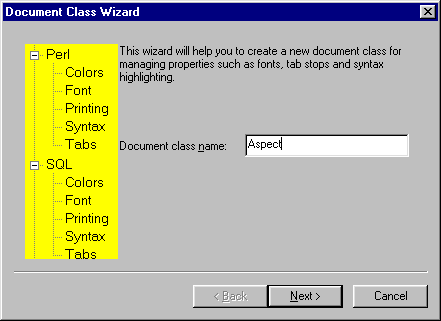 Document Class Wizard
Perl
Colors
Font
Printing
Syntax
Tabs
SQL
Colors
Font
Printing
Syntax
Tabs
This wizard will help you to create a new document class for
managing properties such as fonts, tab stops and syntax
highlighting.
Document class name: Aspect
< Back Next > Cancel